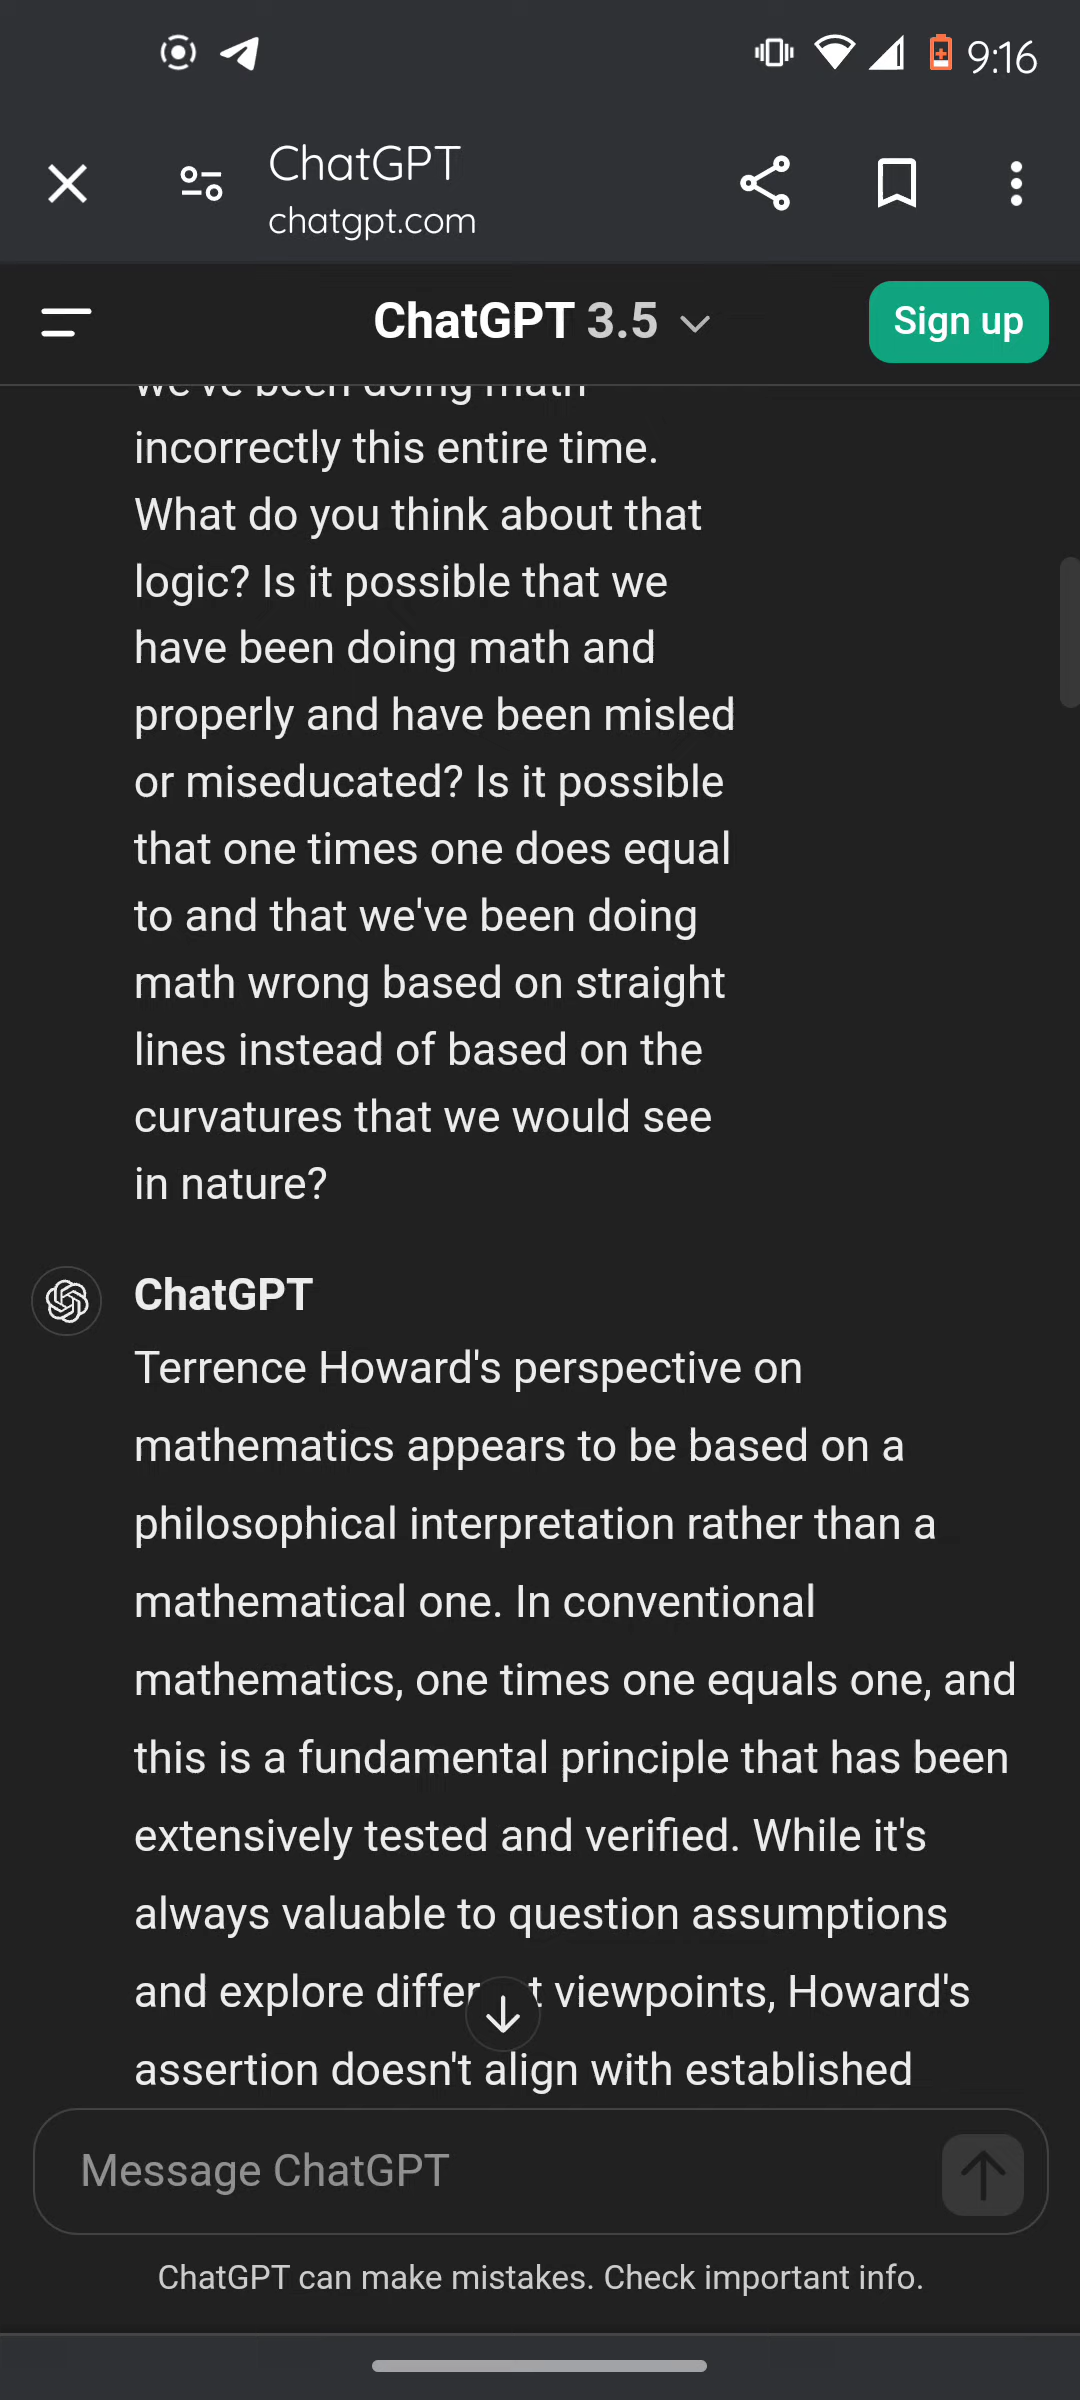 9:16
ChatGPT
chatgpt.com
ChatGPT 3.5
Sign up
we've been doing math
incorrectly this entire time.
What do you think about that
logic? Is it possible that we
have been doing math and
properly and have been misled
or miseducated? Is it possible
that one times one does equal
to and that we've been doing
math wrong based on straight
lines instead of based on the
curvatures that we would see
in nature?
ChatGPT
Terrence Howard's perspective on
mathematics appears to be based on a
philosophical interpretation rather than a
mathematical one. In conventional
mathematics, one times one equals one, and
this is a fundamental principle that has been
extensively tested and verified. While it's
always valuable to question assumptions
and explore different viewpoints, Howard's
assertion doesn't align with established
Message ChatGPT
ChatGPT can make mistakes. Check important info.